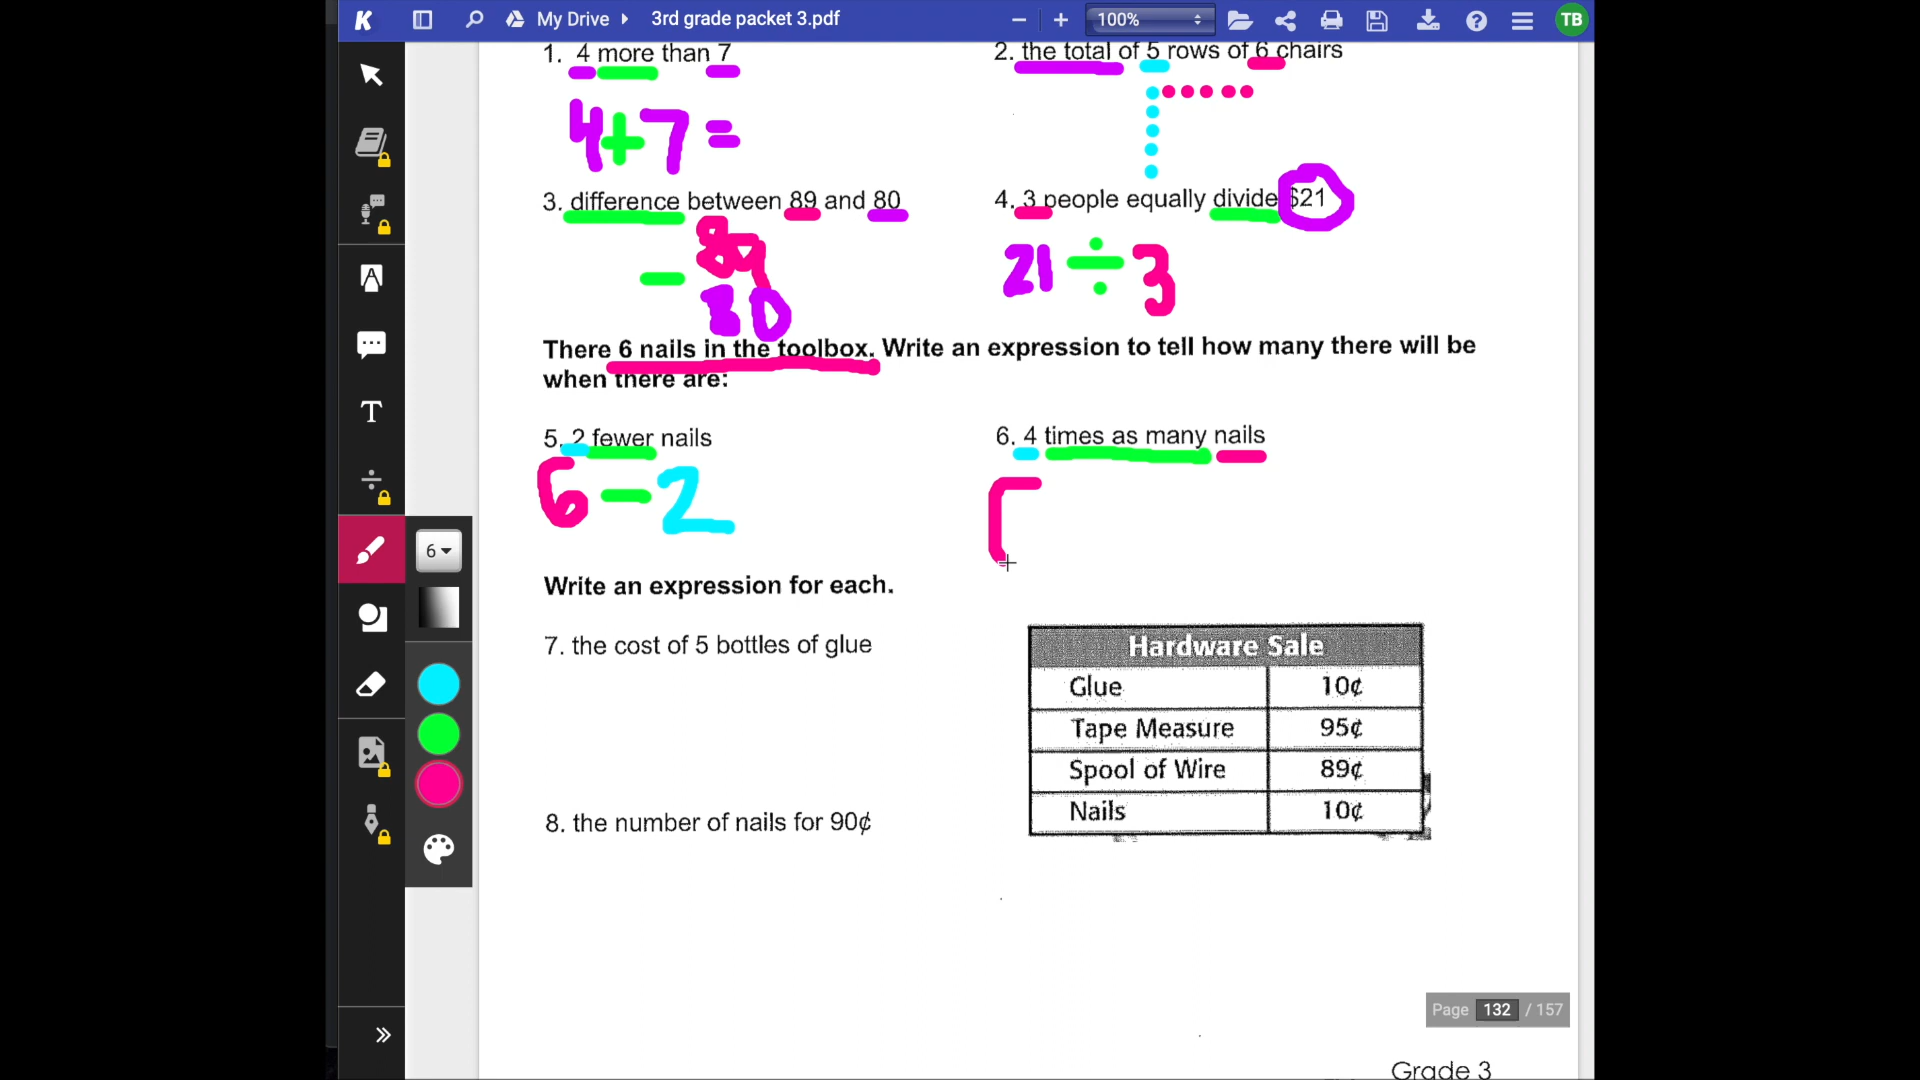 K My Drive 3rd grade packet 3.pdf 100% TB
1. 4 more than 7
2. the total of 5 rows of 6 chairs
4+7=
3. difference between 89 and 80
4. 3 people equally divide $21
- 89
80
21 ÷ 3
There 6 nails in the toolbox. Write an expression to tell how many there will be
when there are:
5. 2 fewer nails
6. 4 times as many nails
6 - 2
6
Write an expression for each.
7. the cost of 5 bottles of glue
Hardware Sale
Glue 10¢
Tape Measure 95¢
Spool of Wire 89¢
Nails 10¢
8. the number of nails for 90¢
Page 132 / 157
Grade 3